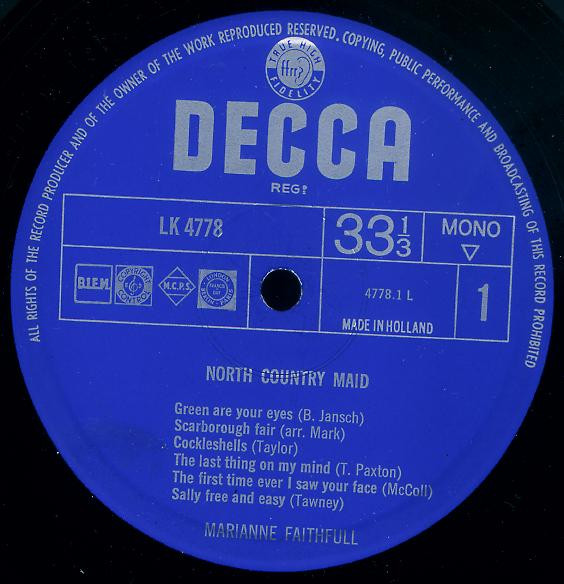 ALL RIGHTS OF THE RECORD PRODUCER AND OF THE OWNER OF THE WORK REPRODUCED RESERVED. COPYING, PUBLIC PERFORMANCE AND BROADCASTING OF THIS RECORD PROHIBITED
TRUE HIGH
ffrr
FIDELITY
DECCA
REGD
LK 4778
33 1/3
MONO
B.I.E.M.
COPYRIGHT
CONTROL
M.C.P.S.
4778.1 L
1
MADE IN HOLLAND
NORTH COUNTRY MAID
Green are your eyes (B. Jansch)
Scarborough fair (arr. Mark)
Cockleshells (Taylor)
The last thing on my mind (T. Paxton)
The first time ever I saw your face (McColl)
Sally free and easy (Tawney)
MARIANNE FAITHFULL